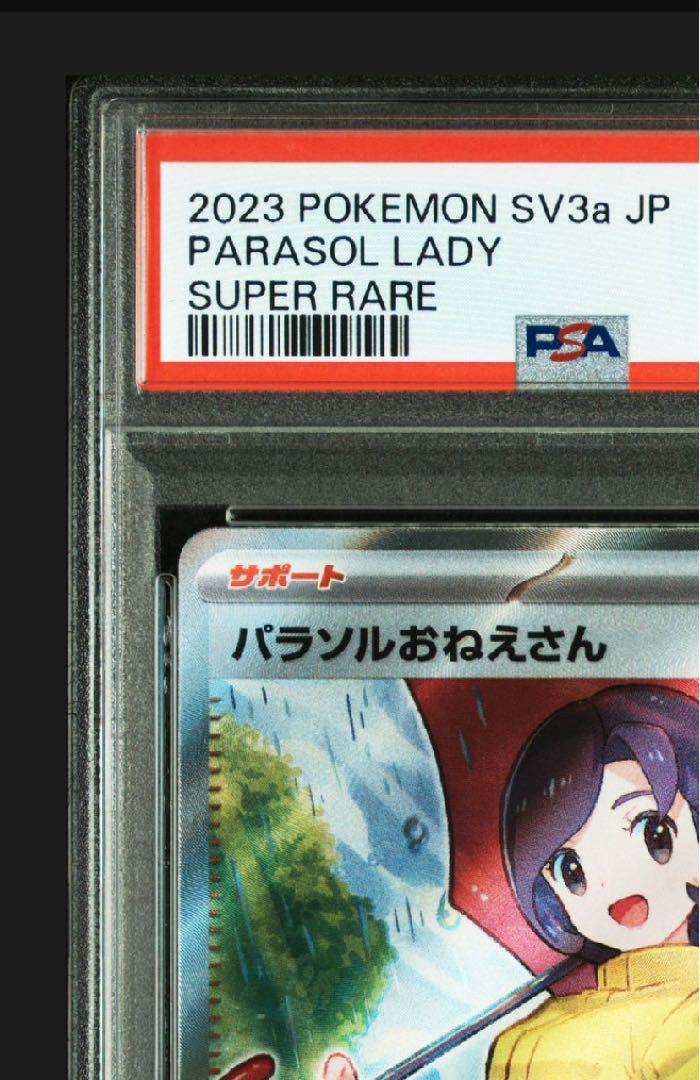 2023 POKEMON SV3a JP
PARASOL LADY
SUPER RARE
PSA
サポート
パラソルおねえさん